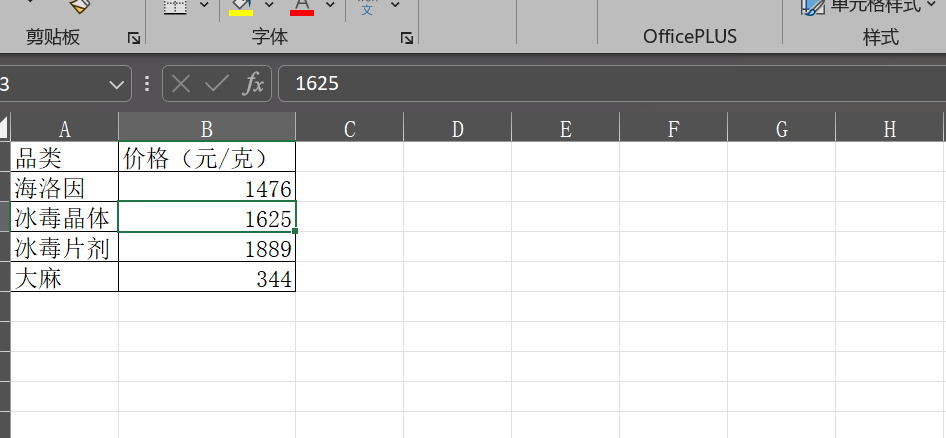 单元格样式
剪贴板
字体
OfficePLUS
样式
3
fx
1625
A B C D E F G H
品类 价格（元/克）
海洛因 1476
冰毒晶体 1625
冰毒片剂 1889
大麻 344